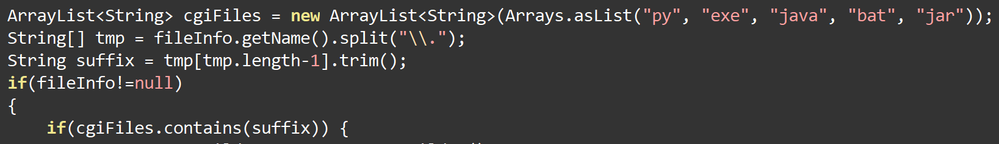 ArrayList<String> cgiFiles = new ArrayList<String>(Arrays.asList("py", "exe", "java", "bat", "jar"));
String[] tmp = fileInfo.getName().split("\\.");
String suffix = tmp[tmp.length-1].trim();
if(fileInfo!=null)
{
    if(cgiFiles.contains(suffix)) {